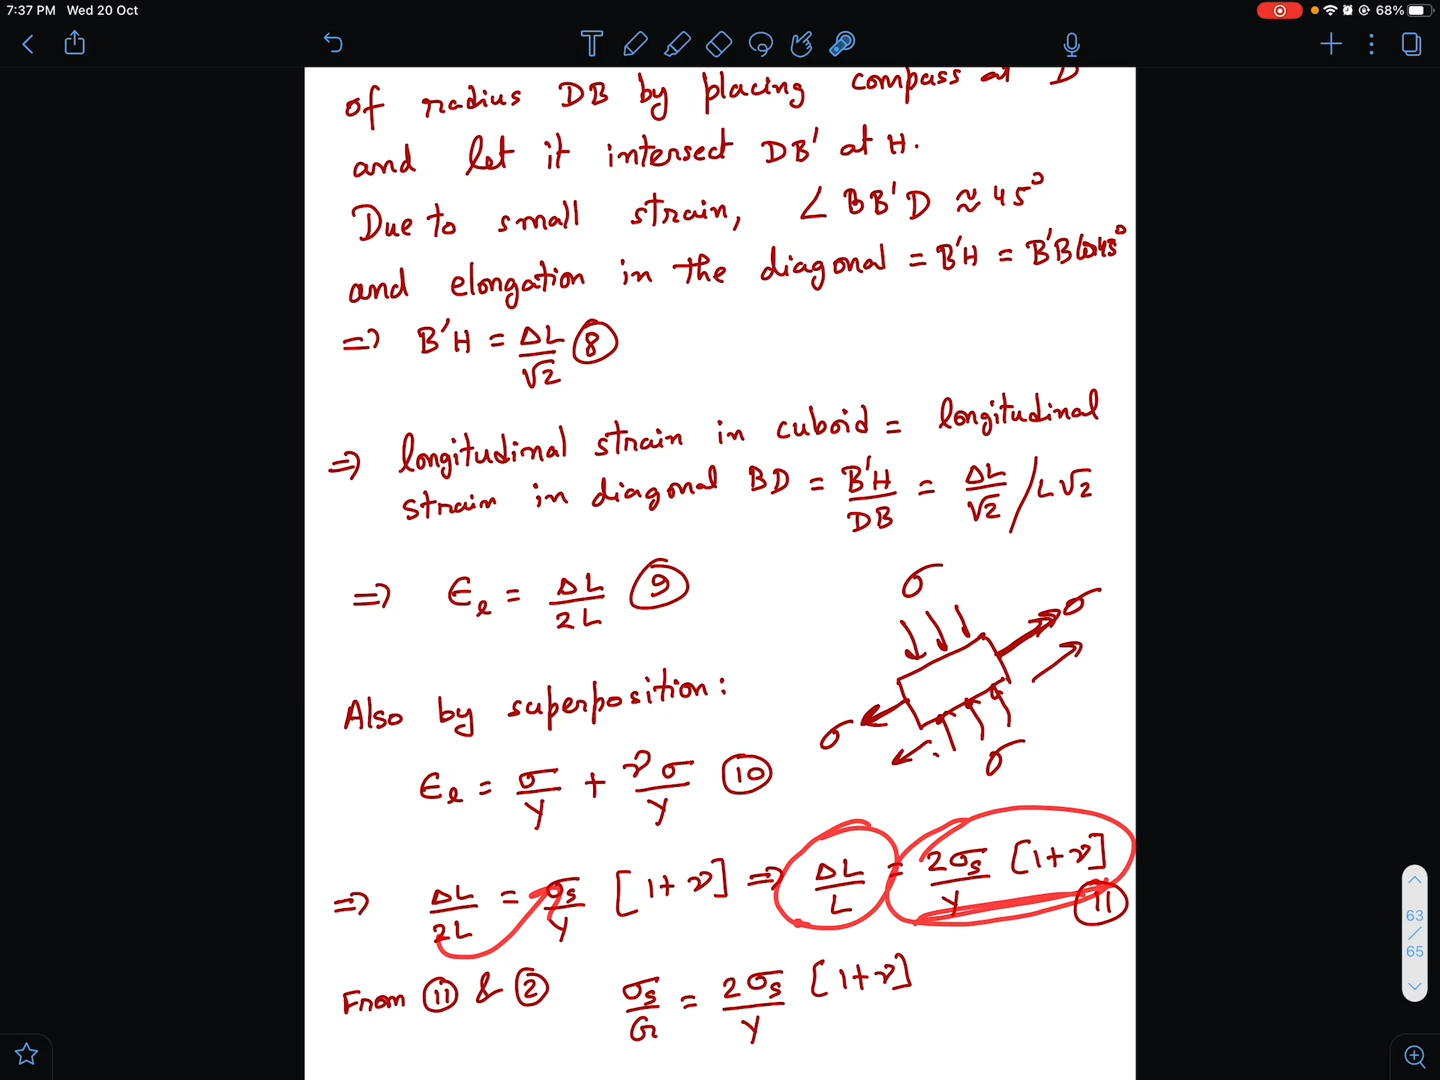 7:37 PM Wed 20 Oct
68%
of radius DB by placing compass at D
and let it intersect DB' at H.
Due to small strain, ∠ BB'D ≈ 45°
and elongation in the diagonal = B'H = B'B cos45°
=> B'H = ΔL/√2 (8)
=> longitudinal strain in cuboid = longitudinal
strain in diagonal BD = B'H/DB = ΔL/√2 / L√2
=> ϵℓ = ΔL/2L (9)
σ
σ
σ
σ
Also by superposition:
ϵℓ = σ/Y + νσ/Y (10)
=> ΔL/2L = σs/Y [1+ν] => ΔL/L = 2σs/Y [1+ν] (11)
From (11) & (2) σs/G = 2σs/Y [1+ν]
63
/
65